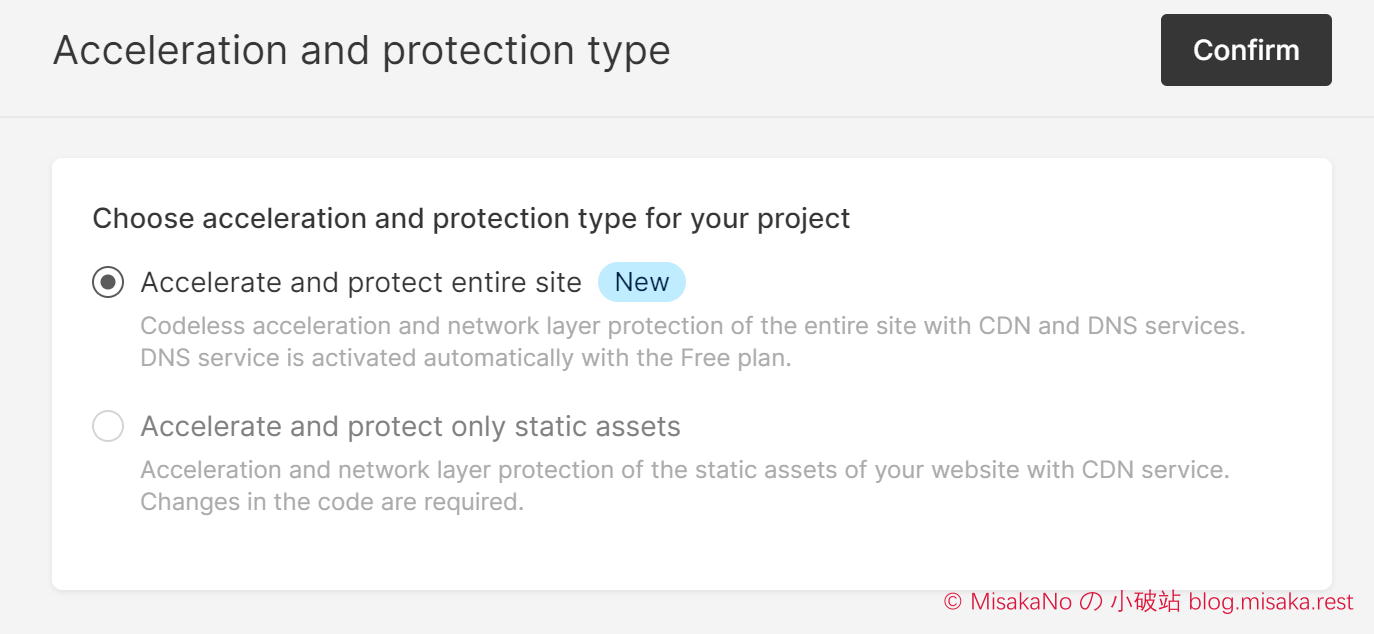 Acceleration and protection type
Confirm
Choose acceleration and protection type for your project
Accelerate and protect entire site New
Codeless acceleration and network layer protection of the entire site with CDN and DNS services.
DNS service is activated automatically with the Free plan.
Accelerate and protect only static assets
Acceleration and network layer protection of the static assets of your website with CDN service.
Changes in the code are required.
© MisakaNo の 小破站 blog.misaka.rest